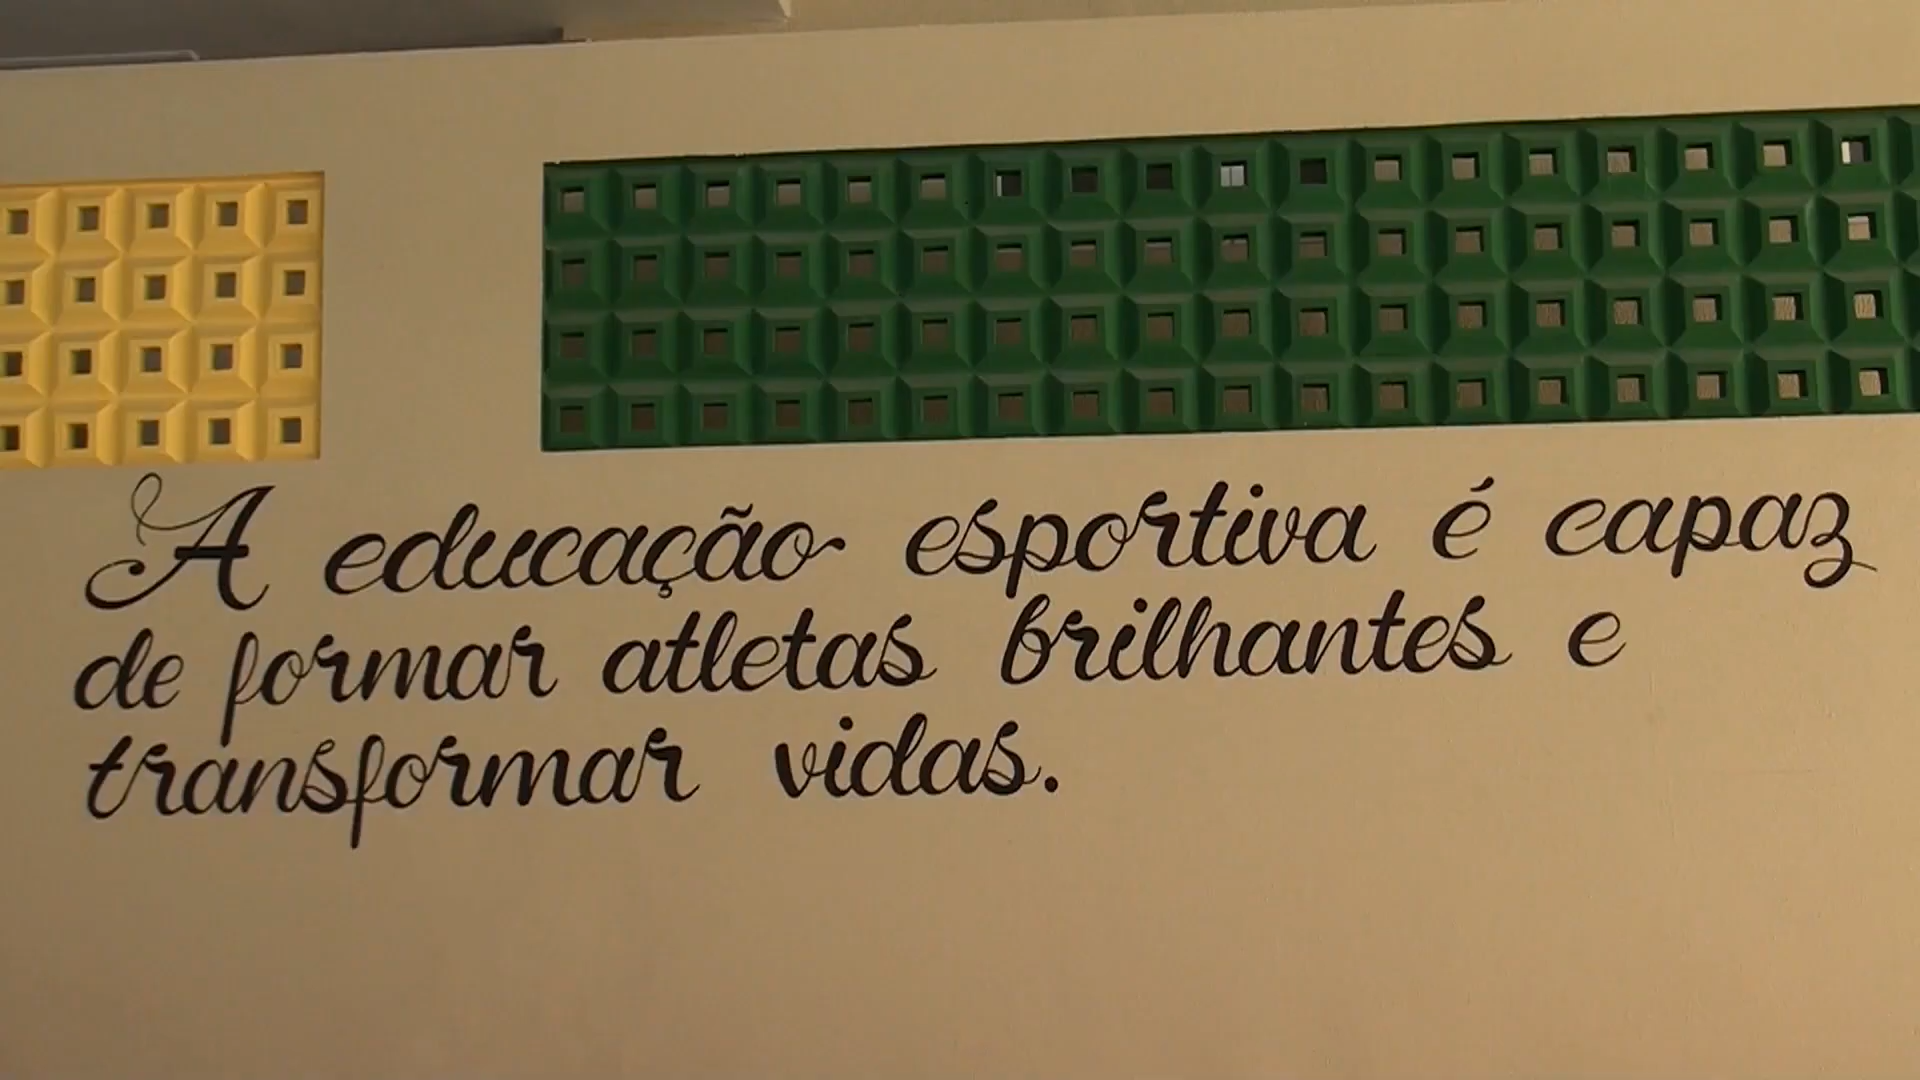 A educação esportiva é capaz
de formar atletas brilhantes e
transformar vidas.